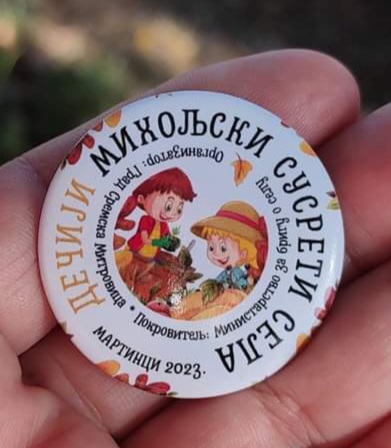 ДЕЧИЈИ МИХОЉСКИ СУСРЕТИ СЕЛА
Организатор: Град Сремска Митровица • Покровитељ: Министарство За бригу о селу
МАРТИНЦИ 2023.